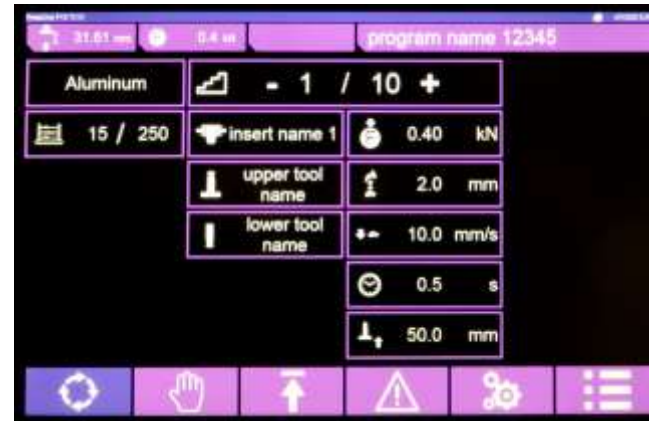 31.61 mm 0.4 kN program name 12345
Aluminum - 1 / 10 +
15 / 250 insert name 1 0.40 kN
upper tool name 2.0 mm
lower tool name 10.0 mm/s
0.5 s
50.0 mm